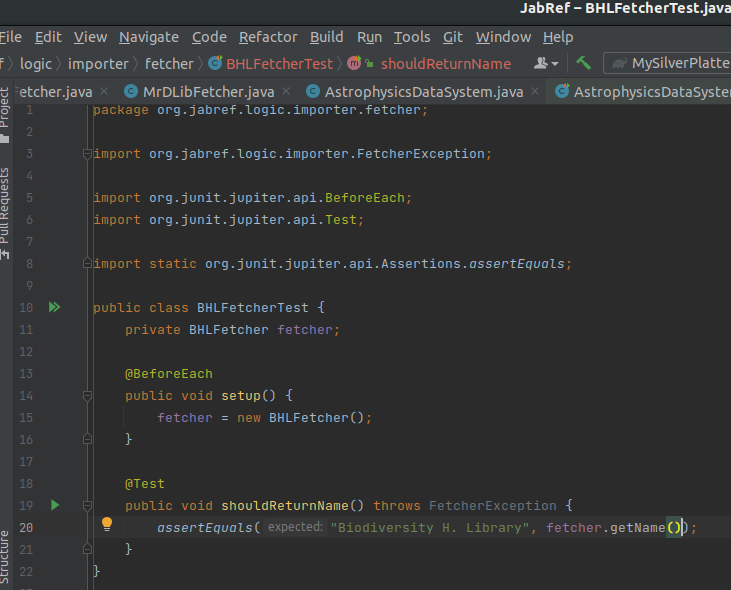 JabRef – BHLFetcherTest.java
File Edit View Navigate Code Refactor Build Run Tools Git Window Help
f logic importer fetcher BHLFetcherTest m shouldReturnName MySilverPlatte
etcher.java MrDLibFetcher.java AstrophysicsDataSystem.java AstrophysicsDataSystem
Project
Pull Requests
Structure
1 package org.jabref.logic.importer.fetcher;
2
3 import org.jabref.logic.importer.FetcherException;
4
5 import org.junit.jupiter.api.BeforeEach;
6 import org.junit.jupiter.api.Test;
7
8 import static org.junit.jupiter.api.Assertions.assertEquals;
9
10 public class BHLFetcherTest {
11 private BHLFetcher fetcher;
12
13 @BeforeEach
14 public void setup() {
15 fetcher = new BHLFetcher();
16 }
17
18 @Test
19 public void shouldReturnName() throws FetcherException {
20 assertEquals( expected: "Biodiversity H. Library", fetcher.getName());
21 }
22 }